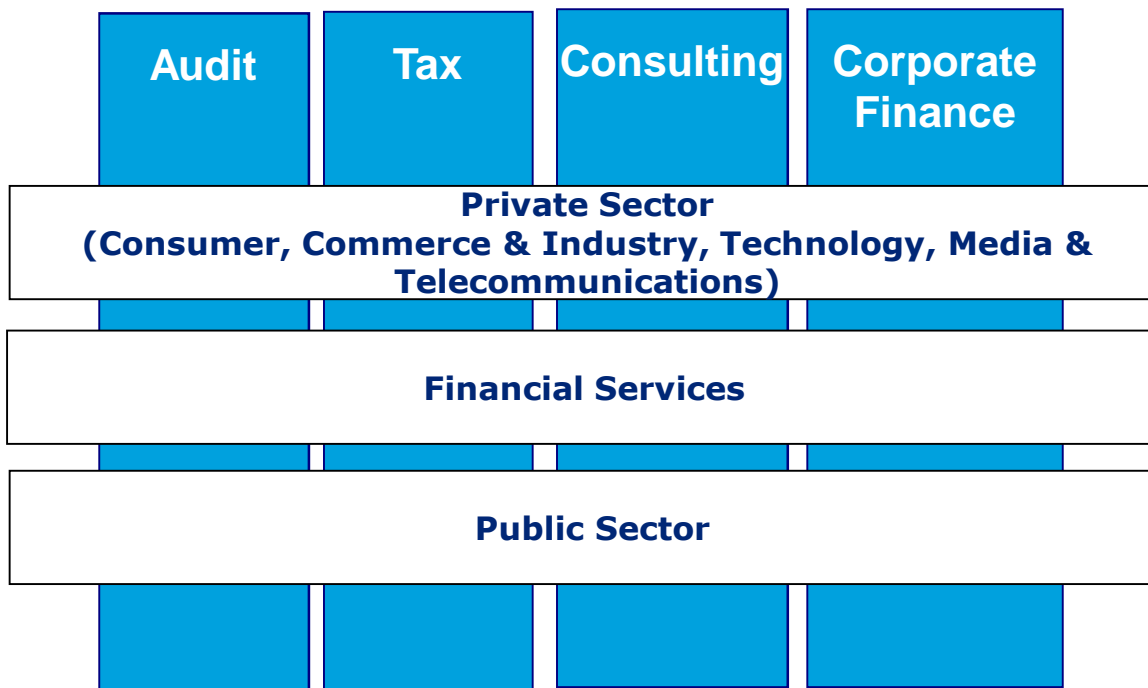 Audit
Tax
Consulting
Corporate
Finance
Private Sector
(Consumer, Commerce & Industry, Technology, Media &
Telecommunications)
Financial Services
Public Sector